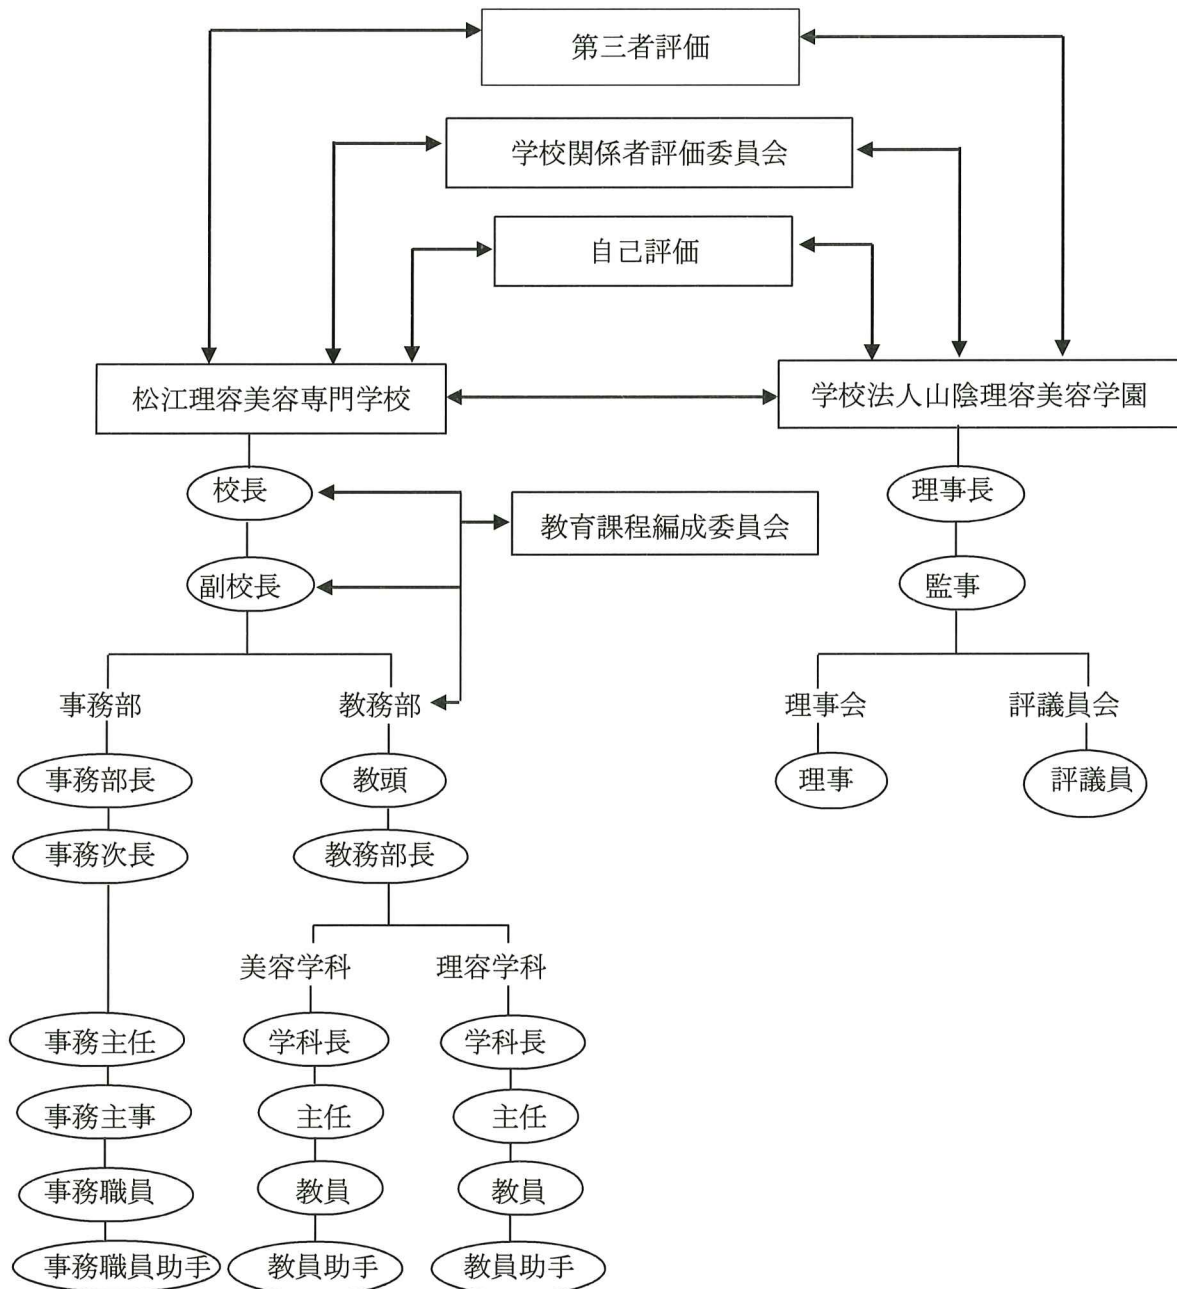 第三者評価
学校関係者評価委員会
自己評価
松江理容美容専門学校
学校法人山陰理容美容学園
校長
理事長
教育課程編成委員会
副校長
監事
事務部
教務部
理事会
評議員会
事務部長
教頭
理事
評議員
事務次長
教務部長
美容学科
理容学科
事務主任
学科長
学科長
事務主事
主任
主任
事務職員
教員
教員
事務職員助手
教員助手
教員助手